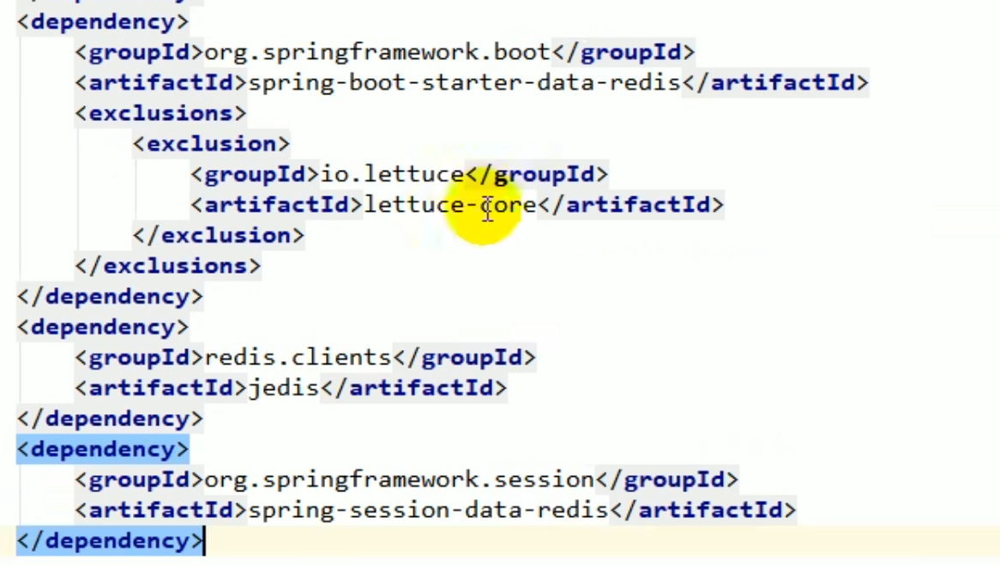 <dependency>
    <groupId>org.springframework.boot</groupId>
    <artifactId>spring-boot-starter-data-redis</artifactId>
    <exclusions>
        <exclusion>
            <groupId>io.lettuce</groupId>
            <artifactId>lettuce-core</artifactId>
        </exclusion>
    </exclusions>
</dependency>
<dependency>
    <groupId>redis.clients</groupId>
    <artifactId>jedis</artifactId>
</dependency>
<dependency>
    <groupId>org.springframework.session</groupId>
    <artifactId>spring-session-data-redis</artifactId>
</dependency>